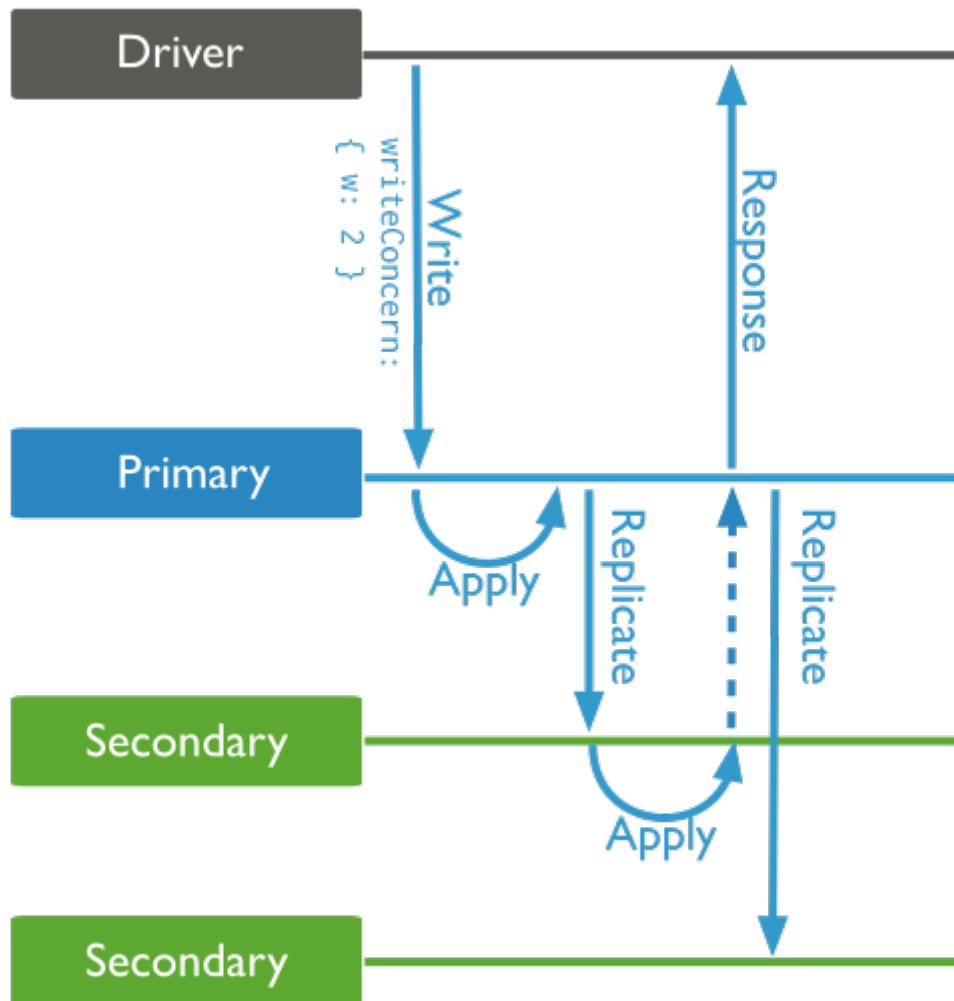 Driver
Write
writeConcern:
{ w: 2 }
Response
Primary
Apply
Replicate
Replicate
Secondary
Apply
Secondary